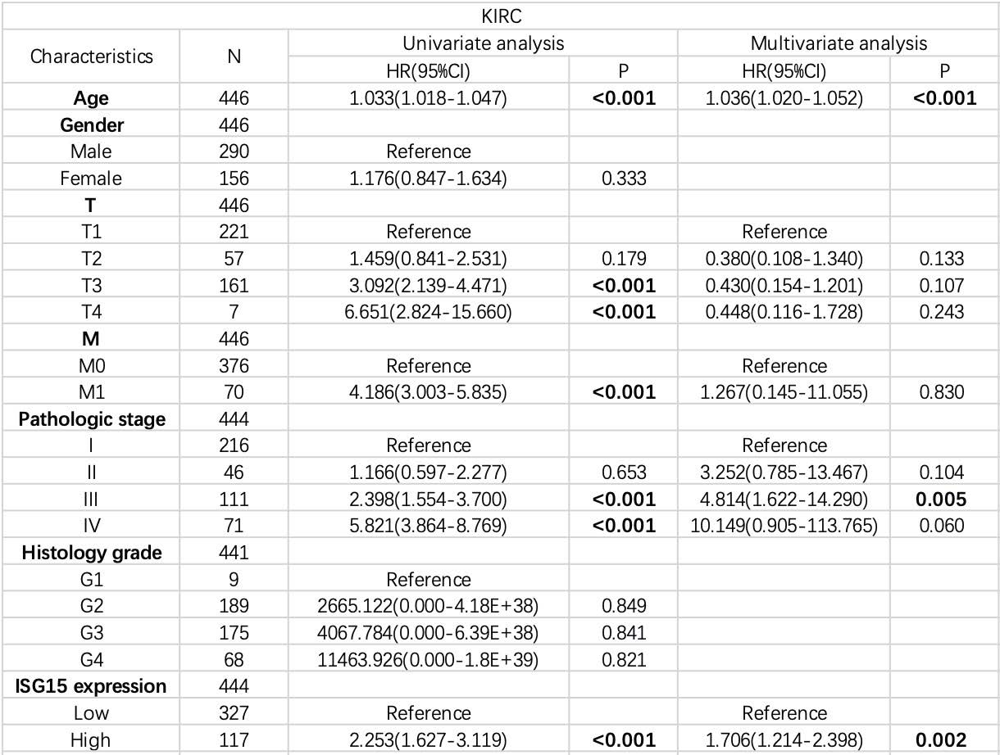 KIRC
Characteristics N Univariate analysis Multivariate analysis
HR(95%CI) P HR(95%CI) P
Age 446 1.033(1.018-1.047) <0.001 1.036(1.020-1.052) <0.001
Gender 446
Male 290 Reference
Female 156 1.176(0.847-1.634) 0.333
T 446
T1 221 Reference Reference
T2 57 1.459(0.841-2.531) 0.179 0.380(0.108-1.340) 0.133
T3 161 3.092(2.139-4.471) <0.001 0.430(0.154-1.201) 0.107
T4 7 6.651(2.824-15.660) <0.001 0.448(0.116-1.728) 0.243
M 446
M0 376 Reference Reference
M1 70 4.186(3.003-5.835) <0.001 1.267(0.145-11.055) 0.830
Pathologic stage 444
I 216 Reference Reference
II 46 1.166(0.597-2.277) 0.653 3.252(0.785-13.467) 0.104
III 111 2.398(1.554-3.700) <0.001 4.814(1.622-14.290) 0.005
IV 71 5.821(3.864-8.769) <0.001 10.149(0.905-113.765) 0.060
Histology grade 441
G1 9 Reference
G2 189 2665.122(0.000-4.18E+38) 0.849
G3 175 4067.784(0.000-6.39E+38) 0.841
G4 68 11463.926(0.000-1.8E+39) 0.821
ISG15 expression 444
Low 327 Reference Reference
High 117 2.253(1.627-3.119) <0.001 1.706(1.214-2.398) 0.002